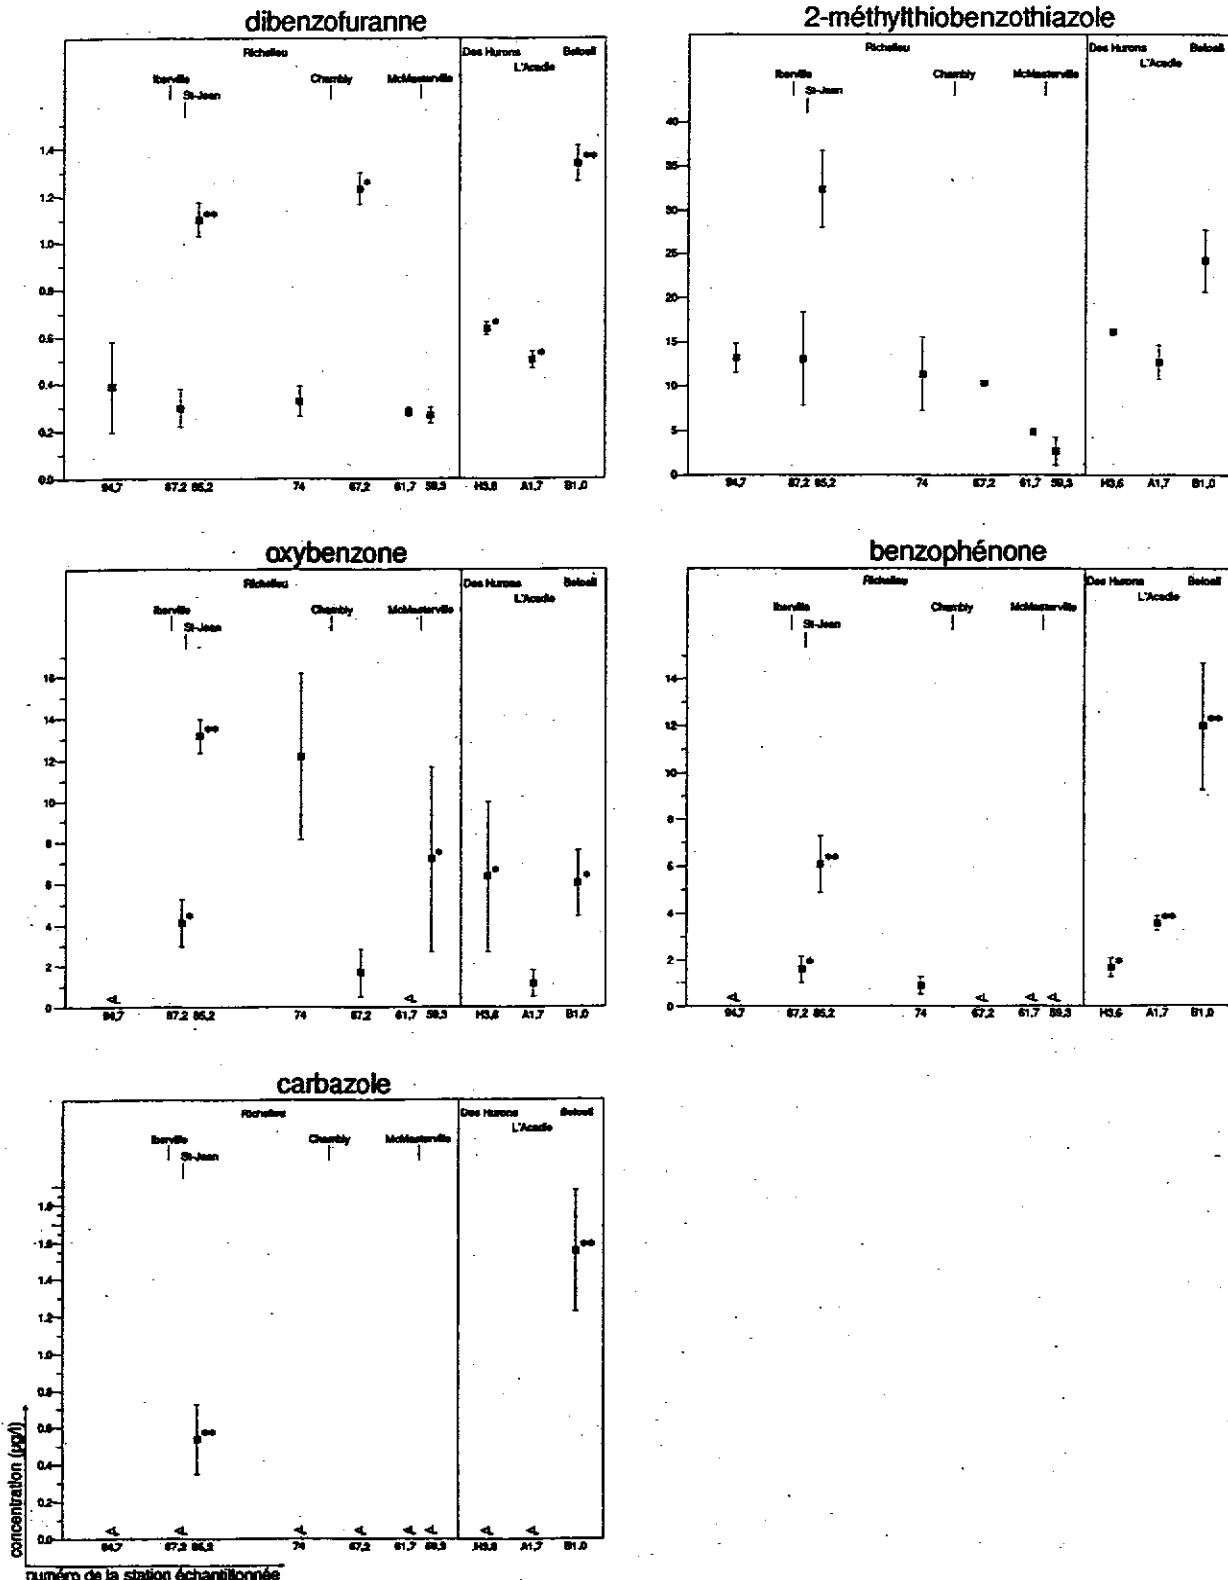 dibenzofuranne
Richelieu
Des Hurons
Beloeil
L'Acadie
Iberville
Chambly
McMasterville
St-Jean
1.4
1.2
1.0
0.8
0.6
0.4
0.2
0.0
94,7 87,2 85,2 74 67,2 61,7 59,3 H3,6 A1,7 B1,0
2-méthylthiobenzothiazole
Richelieu
Des Hurons
Beloeil
L'Acadie
Iberville
Chambly
McMasterville
St-Jean
40
35
30
25
20
15
10
5
0
94,7 87,2 85,2 74 67,2 61,7 59,3 H3,6 A1,7 B1,0
oxybenzone
Richelieu
Des Hurons
Beloeil
L'Acadie
Iberville
Chambly
McMasterville
St-Jean
16
14
12
10
8
6
4
2
0
94,7 87,2 85,2 74 67,2 61,7 59,3 H3,6 A1,7 B1,0
benzophénone
Richelieu
Des Hurons
Beloeil
L'Acadie
Iberville
Chambly
McMasterville
St-Jean
14
12
10
8
6
4
2
0
94,7 87,2 85,2 74 67,2 61,7 59,3 H3,6 A1,7 B1,0
carbazole
Richelieu
Des Hurons
Beloeil
L'Acadie
Iberville
Chambly
McMasterville
St-Jean
1.8
1.6
1.4
1.2
1.0
0.8
0.6
0.4
0.2
0.0
94,7 87,2 85,2 74 67,2 61,7 59,3 H3,6 A1,7 B1,0
concentration (µg/l)
numéro de la station échantillonnée